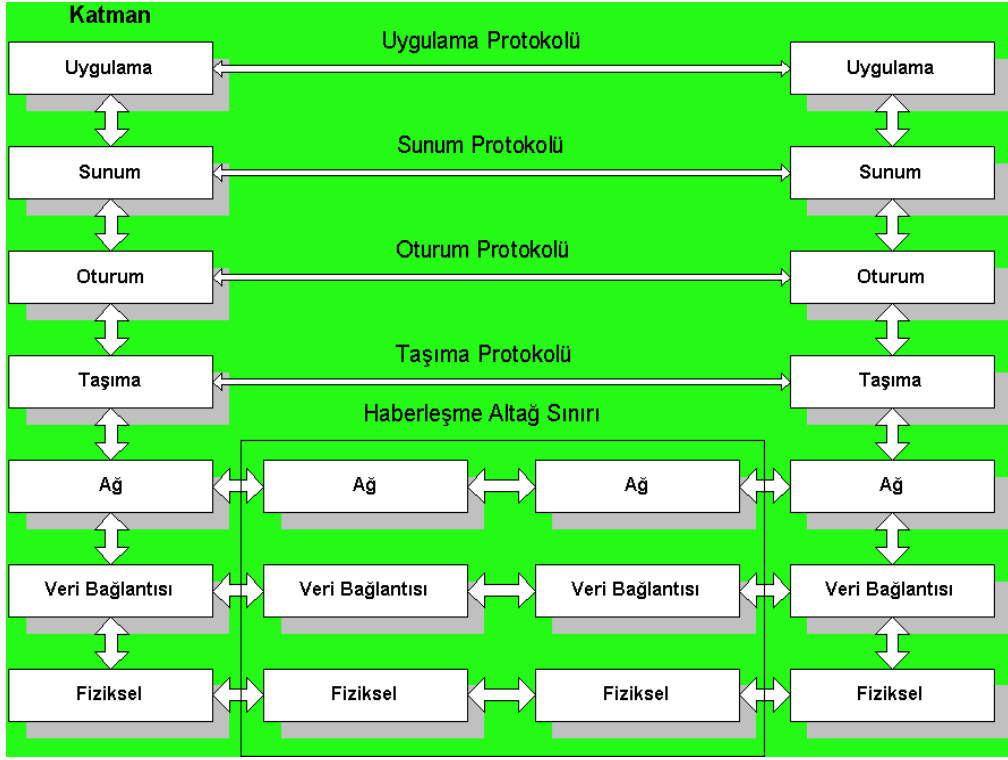 Katman
Uygulama Protokolü
Uygulama
Uygulama
Sunum Protokolü
Sunum
Sunum
Oturum Protokolü
Oturum
Oturum
Taşıma Protokolü
Taşıma
Taşıma
Haberleşme Altağ Sınırı
Ağ
Ağ
Ağ
Ağ
Veri Bağlantısı
Veri Bağlantısı
Veri Bağlantısı
Veri Bağlantısı
Fiziksel
Fiziksel
Fiziksel
Fiziksel